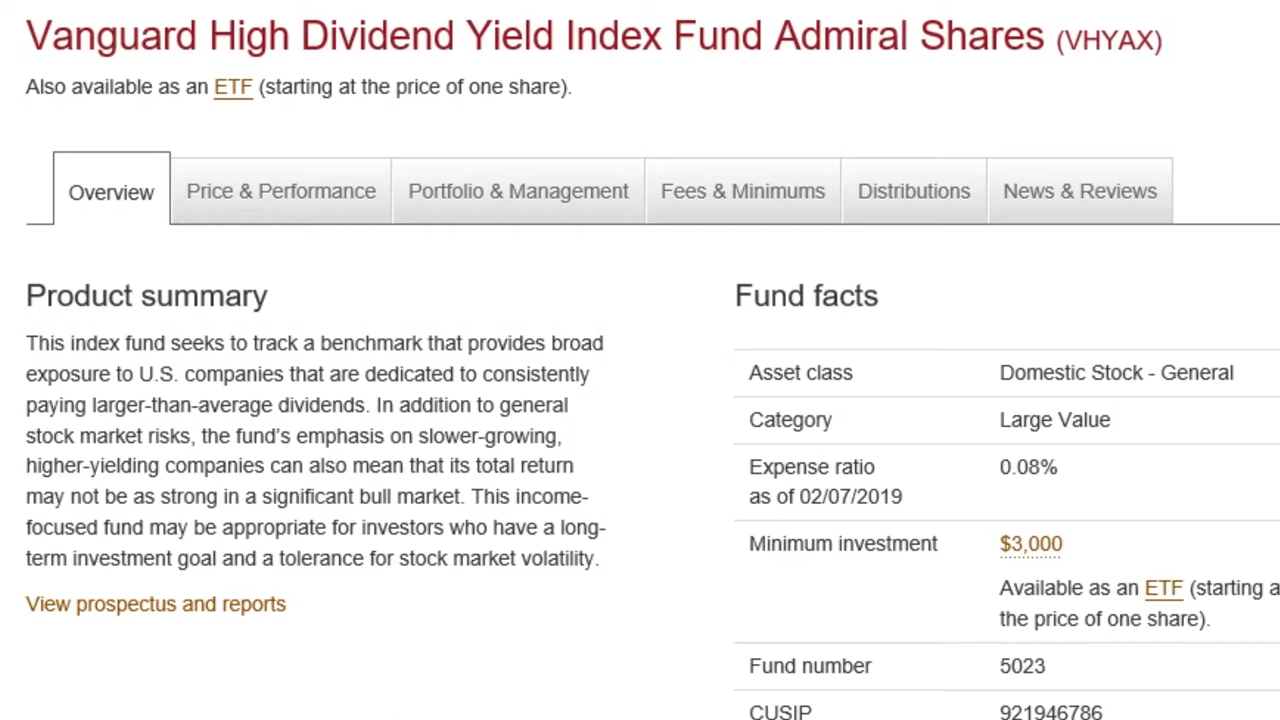 Vanguard High Dividend Yield Index Fund Admiral Shares (VHYAX)
Also available as an ETF (starting at the price of one share).
Overview
Price & Performance
Portfolio & Management
Fees & Minimums
Distributions
News & Reviews
Product summary
This index fund seeks to track a benchmark that provides broad
exposure to U.S. companies that are dedicated to consistently
paying larger-than-average dividends. In addition to general
stock market risks, the fund's emphasis on slower-growing,
higher-yielding companies can also mean that its total return
may not be as strong in a significant bull market. This income-
focused fund may be appropriate for investors who have a long-
term investment goal and a tolerance for stock market volatility.
View prospectus and reports
Fund facts
Asset class Domestic Stock - General
Category Large Value
Expense ratio 0.08%
as of 02/07/2019
Minimum investment $3,000
Available as an ETF (starting a
the price of one share).
Fund number 5023
CUSIP 921946786